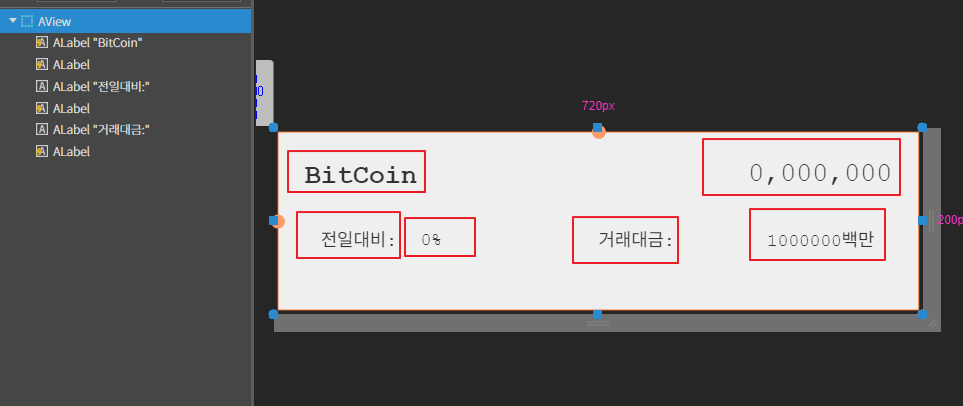 AView
ALabel "BitCoin"
ALabel
ALabel "전일대비:"
ALabel
ALabel "거래대금:"
ALabel
720px
BitCoin
0,000,000
전일대비:
0%
거래대금:
1000000백만